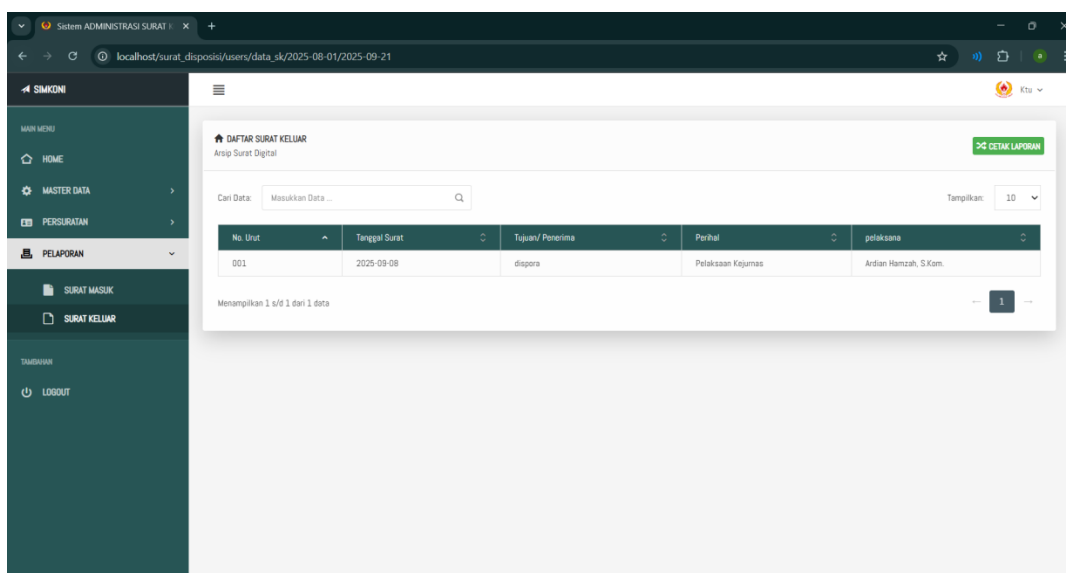 Sistem ADMINISTRASI SURAT K
localhost/surat_disposisi/users/data_sk/2025-08-01/2025-09-21
SIMKONI
Ktu
MAIN MENU
HOME
MASTER DATA
PERSURATAN
PELAPORAN
SURAT MASUK
SURAT KELUAR
TAMBAHAN
LOGOUT
DAFTAR SURAT KELUAR
Arsip Surat Digital
CETAK LAPORAN
Cari Data: Masukkan Data ...
Tampilkan: 10
No. Urut Tanggal Surat Tujuan/ Penerima Perihal pelaksana
001 2025-09-08 dispora Pelaksaan Kejurnas Ardian Hamzah, S.Kom.
Menampilkan 1 s/d 1 dari 1 data
← 1 →